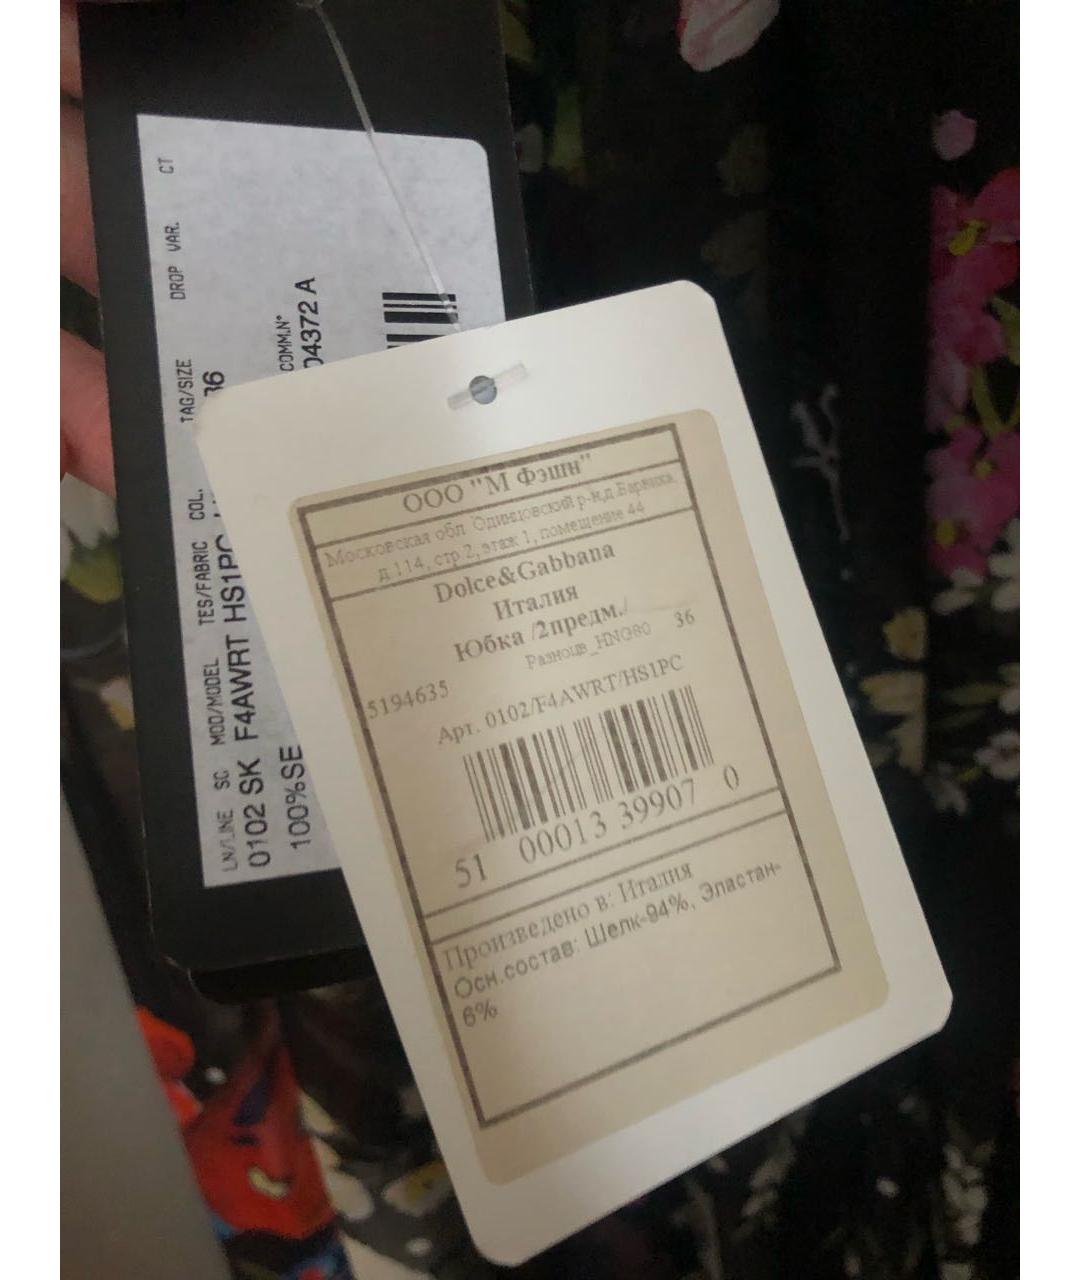 LN/LINE SC MOD/MODEL TES/FABRIC COL. TAG/SIZE DROP VAR. CT
0102 SK F4AWRT HS1PC 36
100%SE COMM.N°
04372 A
ООО "М Фэшн"
Московская обл Одинцовский р-н,д.Барвиха,
д.114, стр.2, этаж 1, помещение 44
Dolce&Gabbana
Италия
Юбка /2предм./
Разноцв_HNG80 36
5194635
Арт. 0102/F4AWRT/HS1PC
51 00013 39907 0
Произведено в: Италия
Осн.состав: Шелк-94%, Эластан-
6%